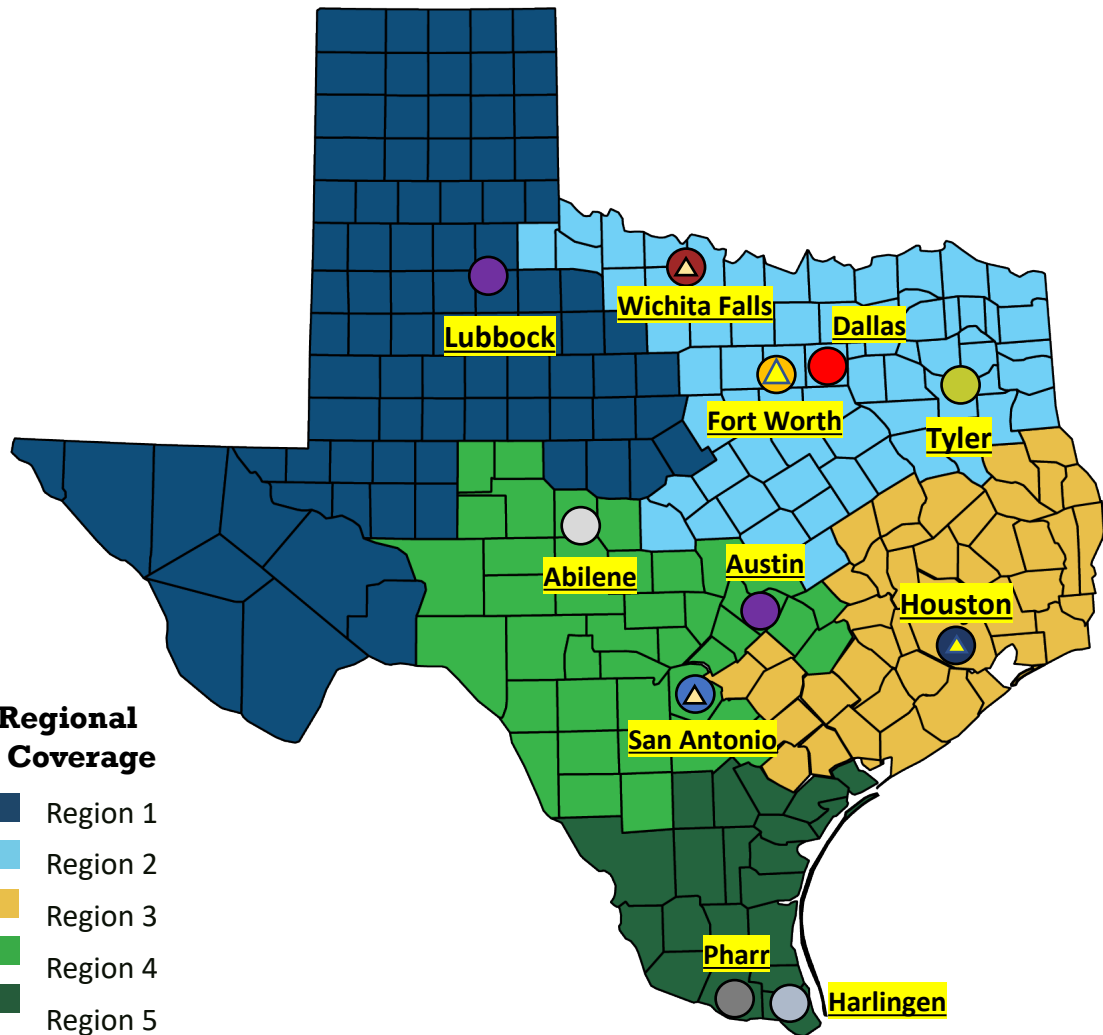 Wichita Falls
Dallas
Lubbock
Fort Worth
Tyler
Austin
Abilene
Houston
San Antonio
Regional
Coverage
Region 1
Region 2
Region 3
Region 4
Region 5
Pharr
Harlingen